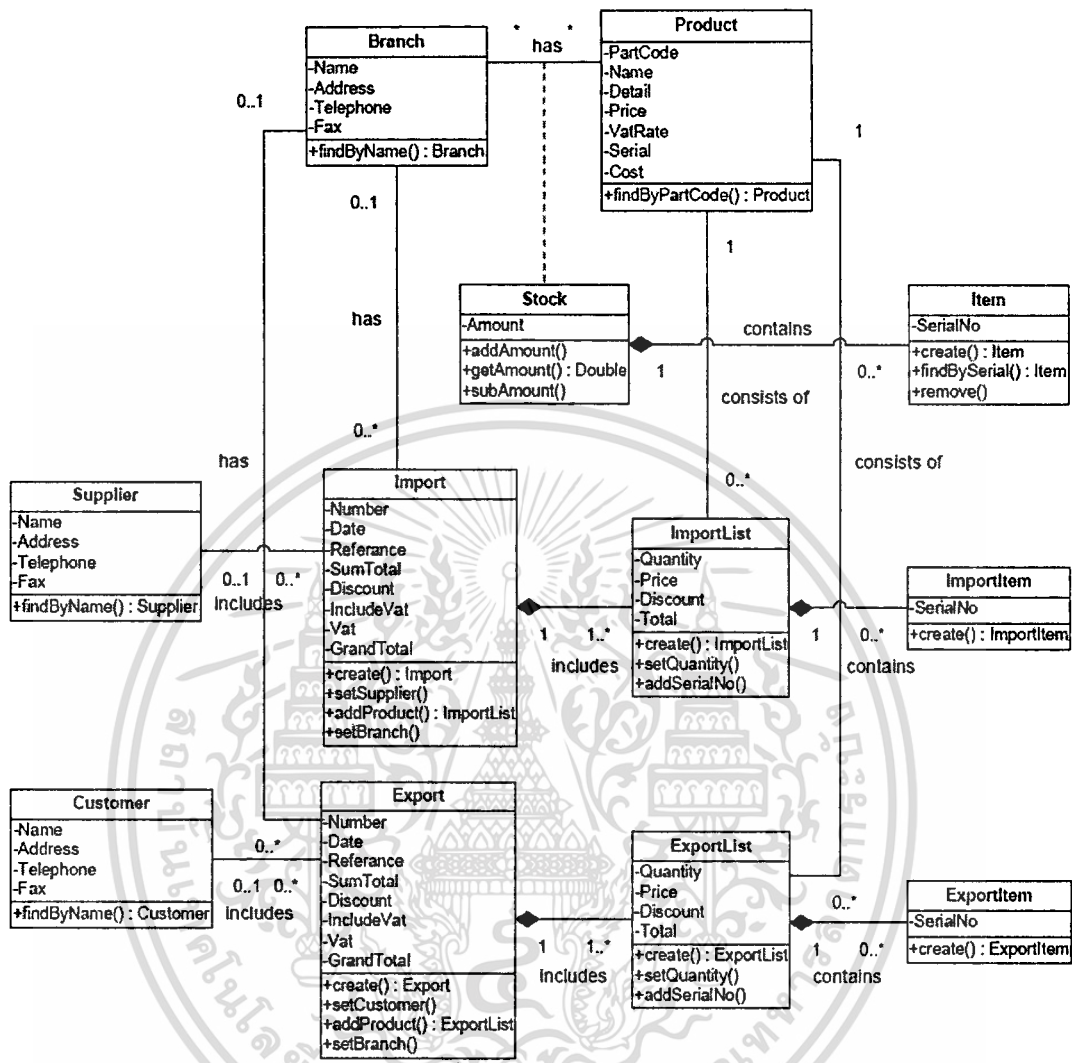 Branch
-Name
-Address
-Telephone
-Fax
+findByName() : Branch
* has *
Product
-PartCode
-Name
-Detail
-Price
-VatRate
-Serial
-Cost
+findByPartCode() : Product
0..1
0..1
1
1
has
Stock
-Amount
+addAmount()
+getAmount() : Double
+subAmount()
contains
1
0..*
Item
-SerialNo
+create() : Item
+findBySerial() : Item
+remove()
consists of
0..*
has
0..*
consists of
Supplier
-Name
-Address
-Telephone
-Fax
+findByName() : Supplier
0..1 0..*
includes
Import
-Number
-Date
-Referance
-SumTotal
-Discount
-IncludeVat
-Vat
-GrandTotal
+create() : Import
+setSupplier()
+addProduct() : ImportList
+setBranch()
1 1..*
includes
ImportList
-Quantity
-Price
-Discount
-Total
+create() : ImportList
+setQuantity()
+addSerialNo()
1 0..*
contains
ImportItem
-SerialNo
+create() : ImportItem
Customer
-Name
-Address
-Telephone
-Fax
+findByName() : Customer
0..*
0..1 0..*
includes
Export
-Number
-Date
-Referance
-SumTotal
-Discount
-IncludeVat
-Vat
-GrandTotal
+create() : Export
+setCustomer()
+addProduct() : ExportList
+setBranch()
1 1..*
includes
ExportList
-Quantity
-Price
-Discount
-Total
+create() : ExportList
+setQuantity()
+addSerialNo()
0..*
1 0..*
contains
ExportItem
-SerialNo
+create() : ExportItem